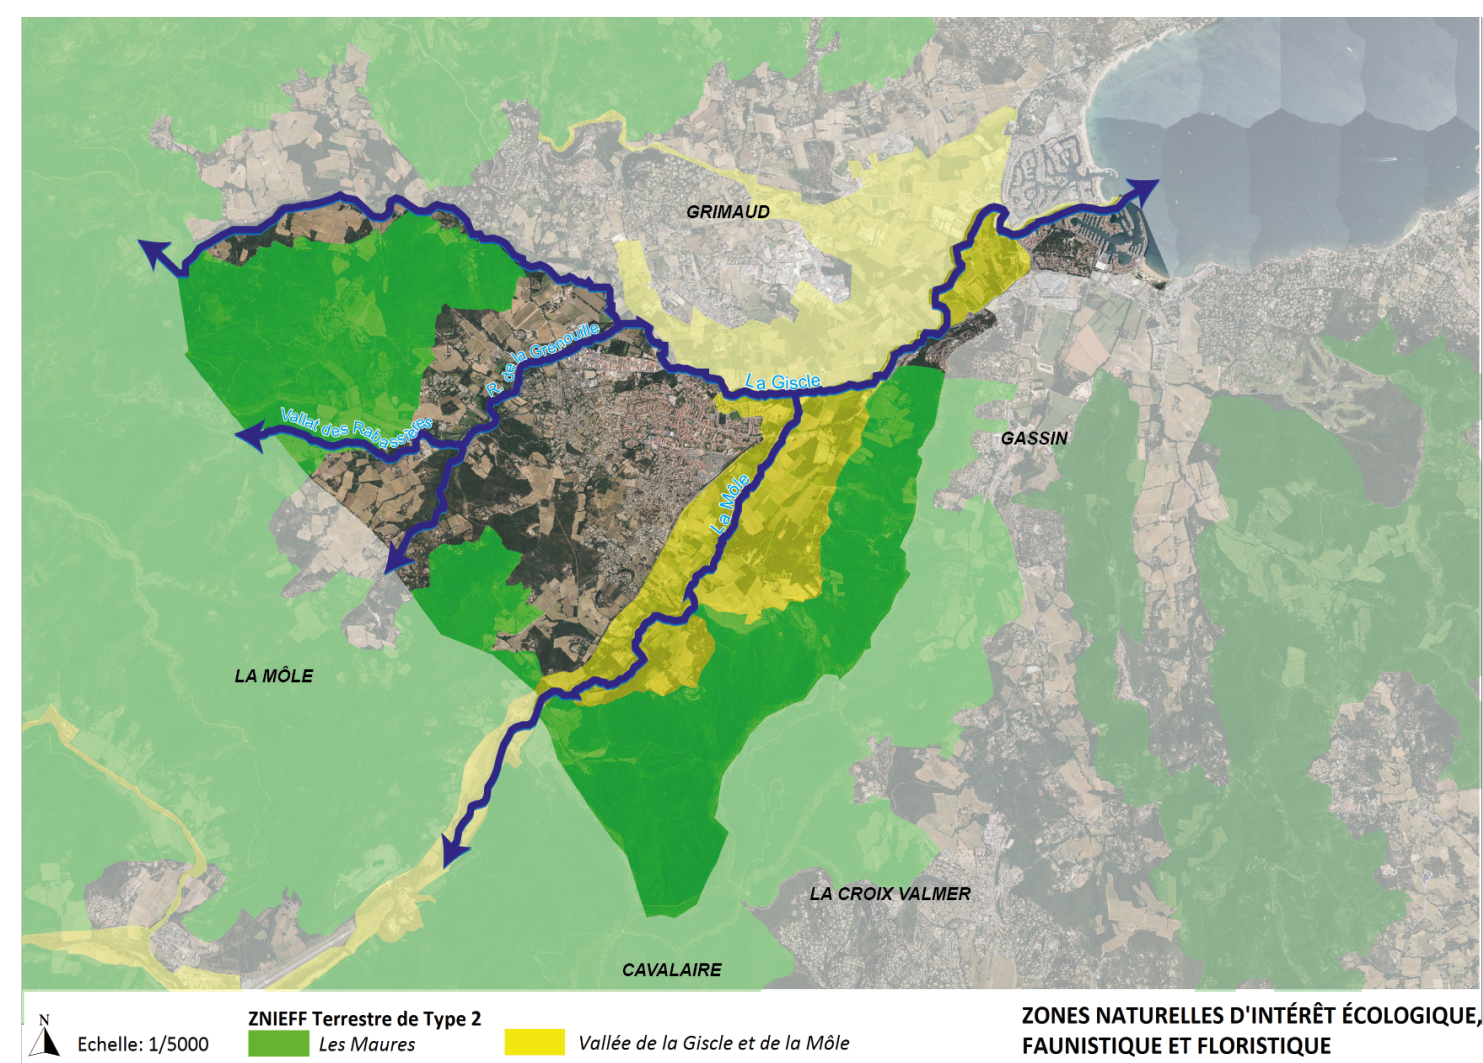 GRIMAUD
R. de la Grenouille
La Giscle
Vallat des Rabassières
GASSIN
La Môle
LA MÔLE
LA CROIX VALMER
CAVALAIRE
N
Echelle: 1/5000
ZNIEFF Terrestre de Type 2
Les Maures
Vallée de la Giscle et de la Môle
ZONES NATURELLES D'INTÉRÊT ÉCOLOGIQUE,
FAUNISTIQUE ET FLORISTIQUE